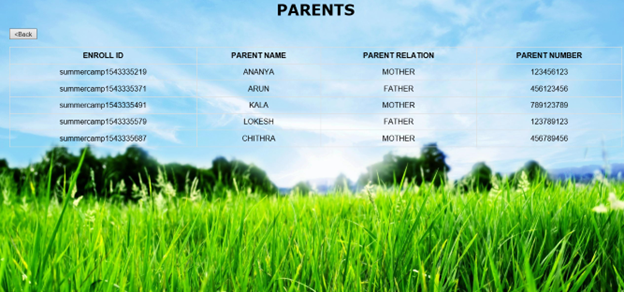 PARENTS
<Back
ENROLL ID PARENT NAME PARENT RELATION PARENT NUMBER
summercamp1543335219 ANANYA MOTHER 123456123
summercamp1543335371 ARUN FATHER 456123456
summercamp1543335491 KALA MOTHER 789123789
summercamp1543335579 LOKESH FATHER 123789123
summercamp1543335687 CHITHRA MOTHER 456789456